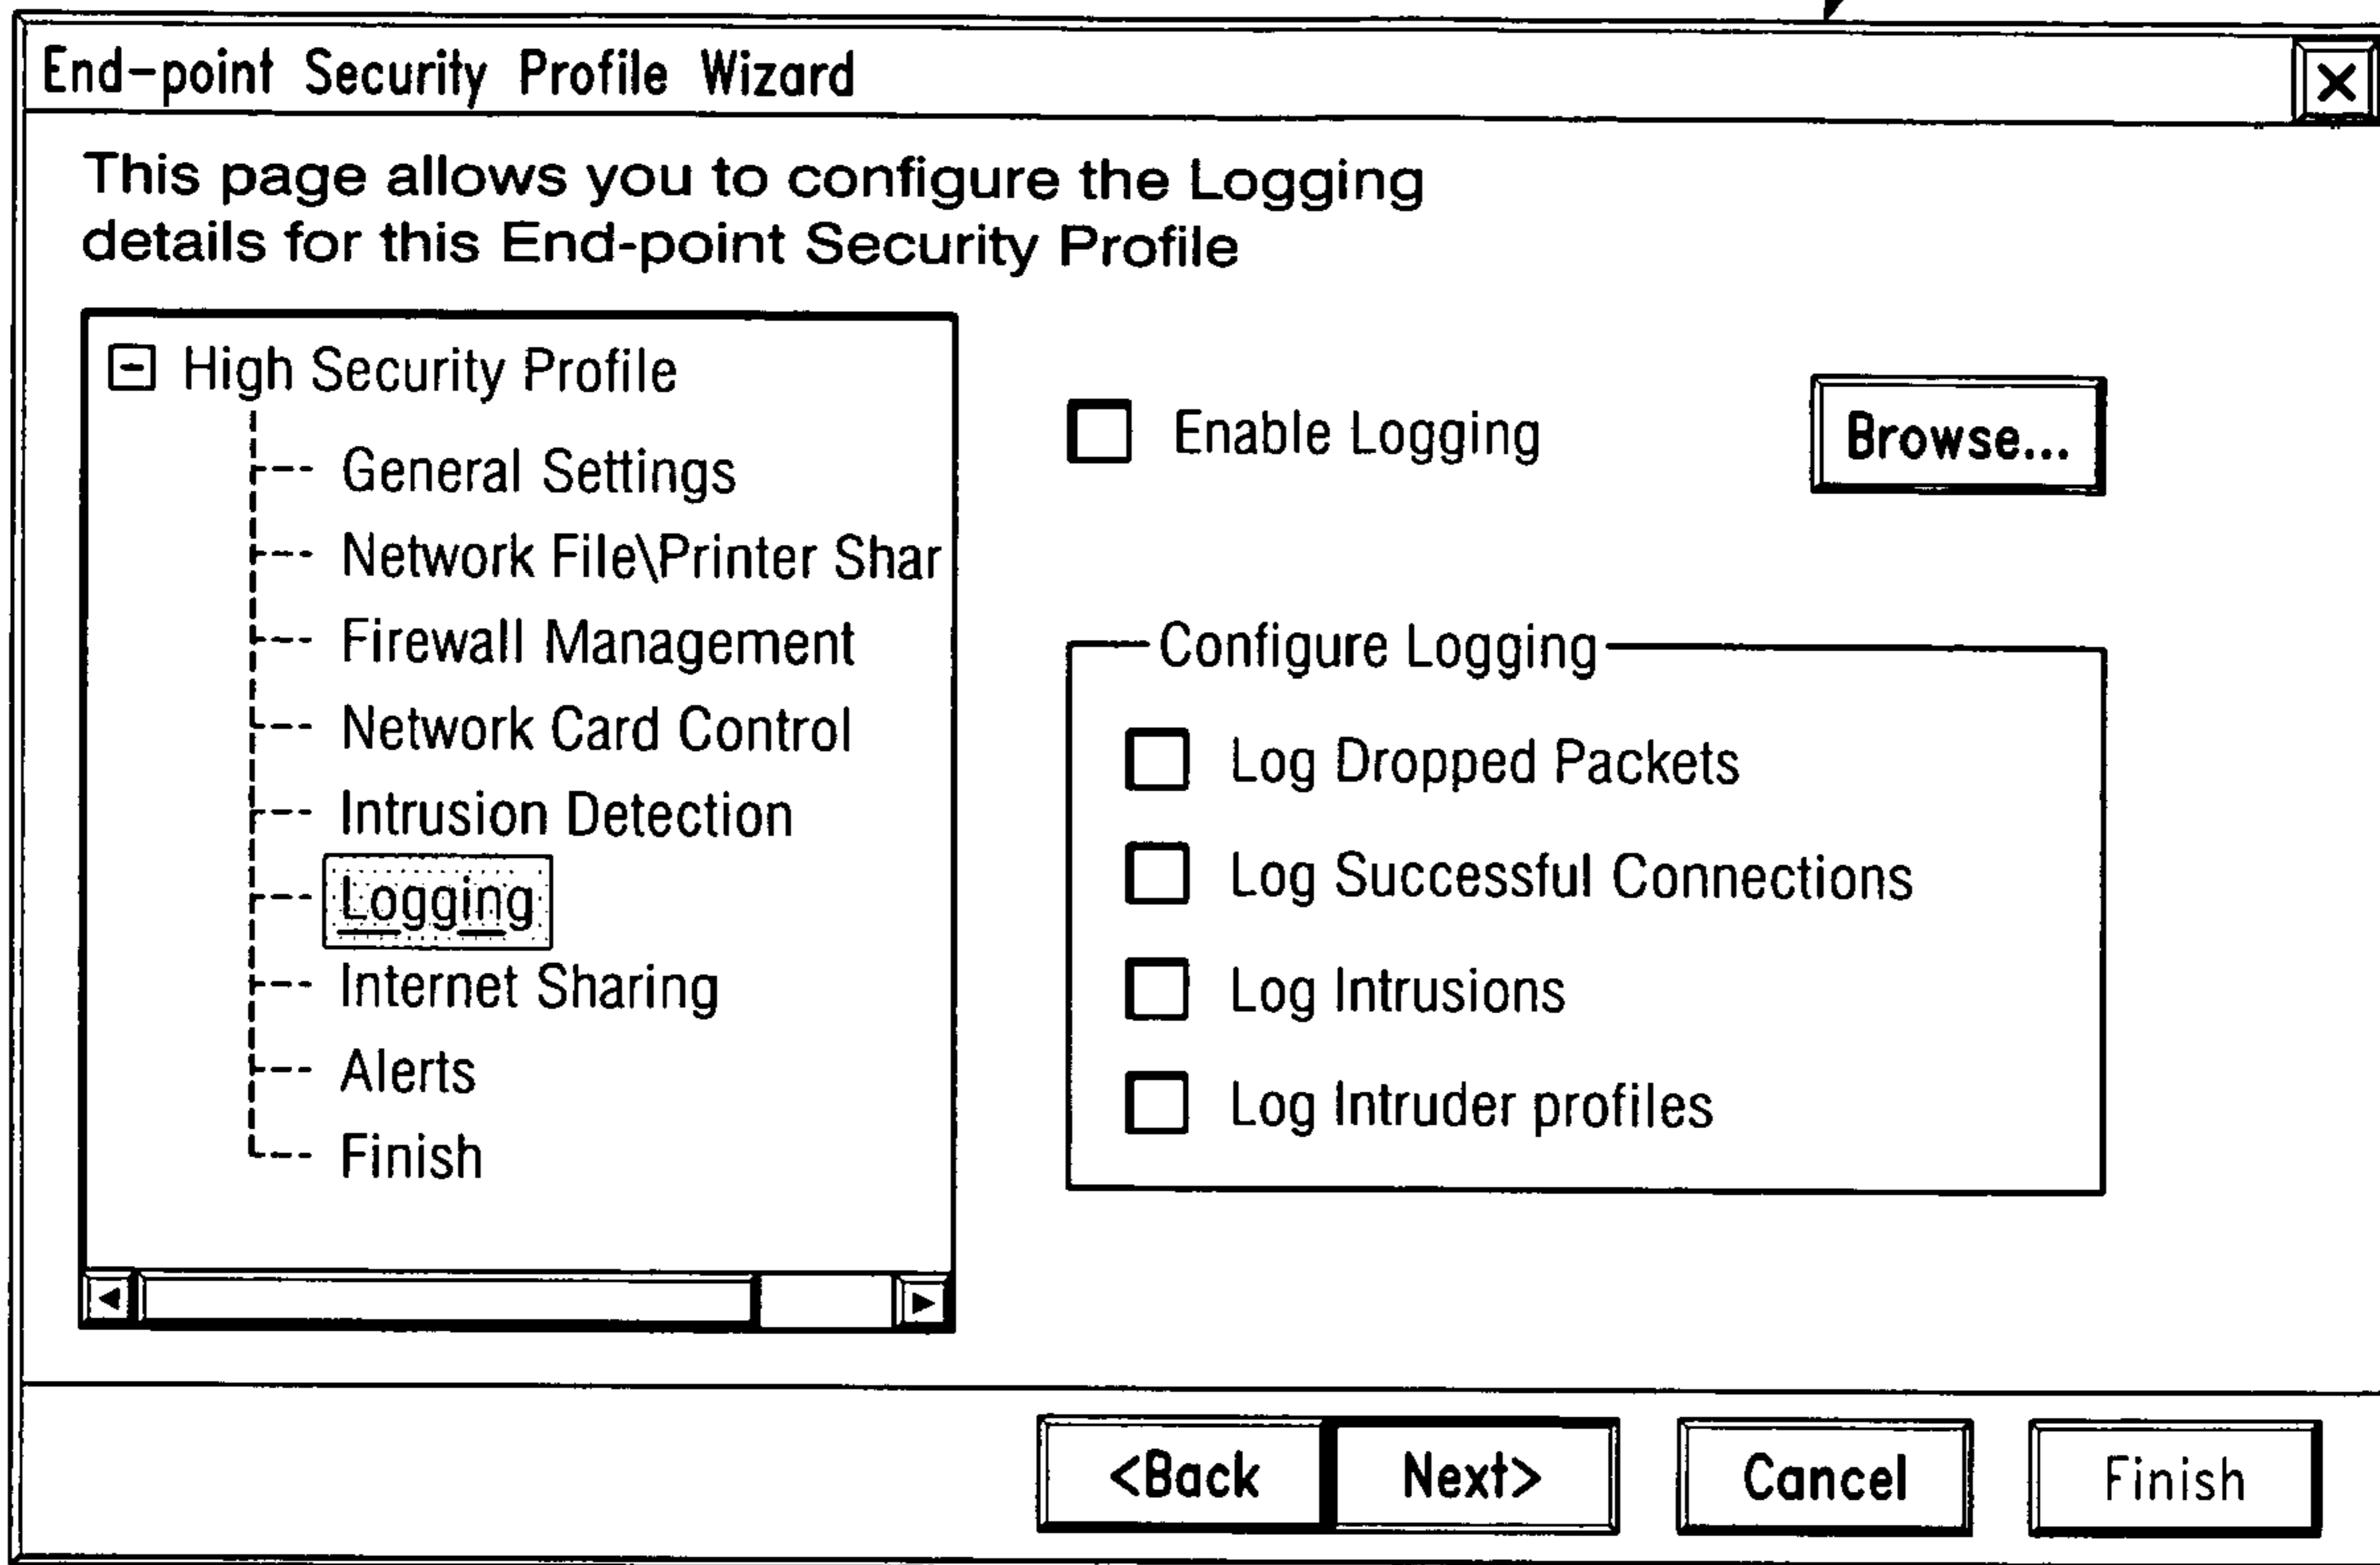 End-point Security Profile Wizard
This page allows you to configure the Logging
details for this End-point Security Profile
High Security Profile
General Settings
Network File\Printer Shar
Firewall Management
Network Card Control
Intrusion Detection
Logging
Internet Sharing
Alerts
Finish
Enable Logging
Browse...
Configure Logging
Log Dropped Packets
Log Successful Connections
Log Intrusions
Log Intruder profiles
<Back
Next>
Cancel
Finish